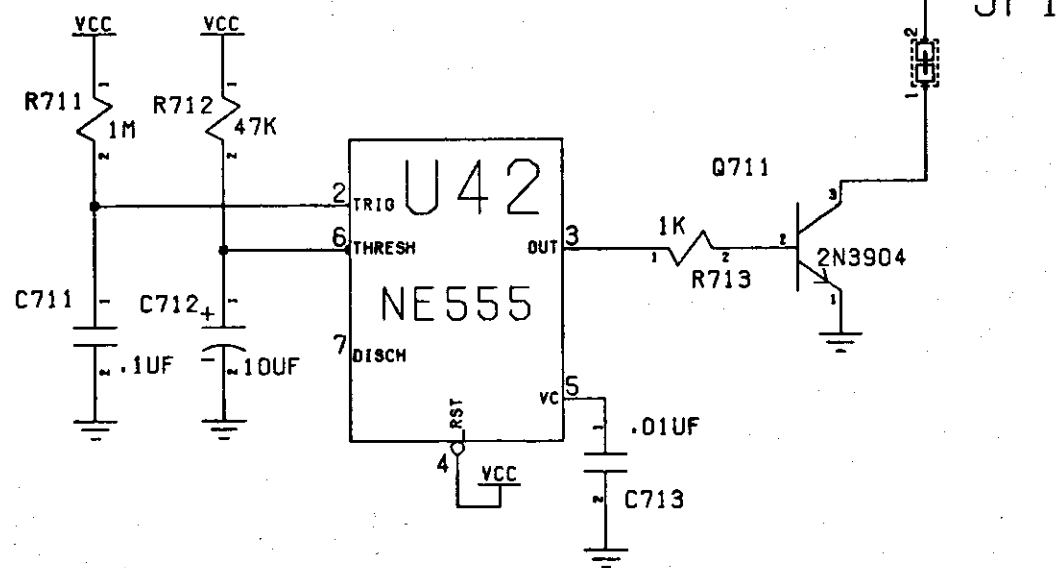 VCC
VCC
2
1
1
1
R711
1M
R712
47K
2
2
U42
Q711
2
TRIG
3
6
THRESH
OUT
3
1K
1
2
R713
2
2N3904
1
C711
1
C712
+
1
NE555
2
.1UF
2
10UF
7
DISCH
VC
5
RST
4
VCC
1
.01UF
2
C713